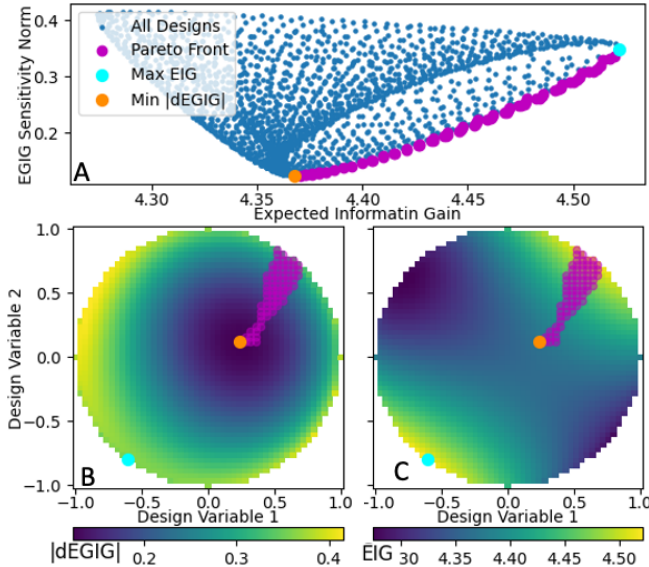 0.4
0.3
0.2
EGIG Sensitivity Norm
All Designs
Pareto Front
Max EIG
Min |dEGIG|
A
4.30 4.35 4.40 4.45 4.50
Expected Informatin Gain
1.0
0.5
0.0
−0.5
−1.0
Design Variable 2
B
C
-1.0 -0.5 0.0 0.5 1.0
-1.0 -0.5 0.0 0.5 1.0
Design Variable 1
Design Variable 1
|dEGIG| 0.2 0.3 0.4
EIG 30 4.35 4.40 4.45 4.50